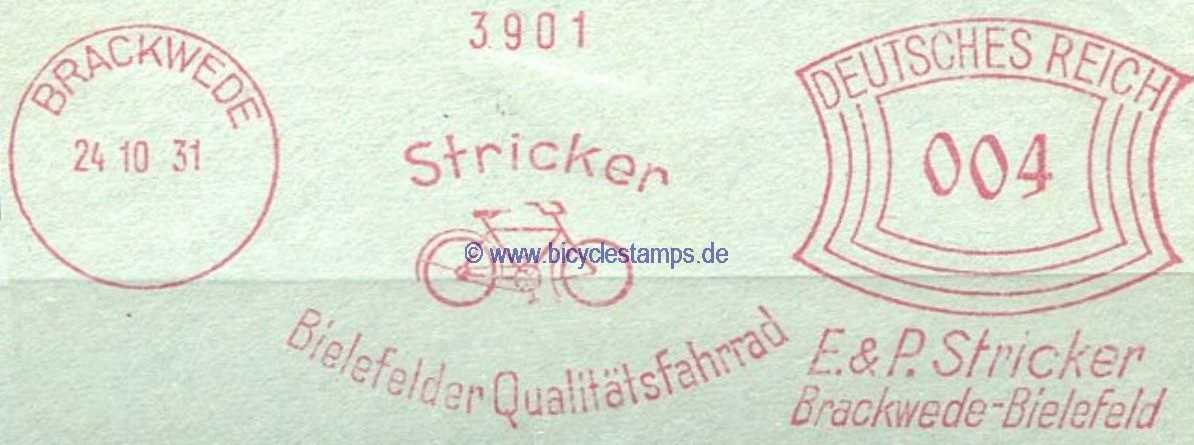 3901
BRACKWEDE
24 10 31
Stricker
© www.bicyclestamps.de
Bielefelder Qualitätsfahrrad
DEUTSCHES REICH
004
E. & P. Stricker
Brackwede-Bielefeld